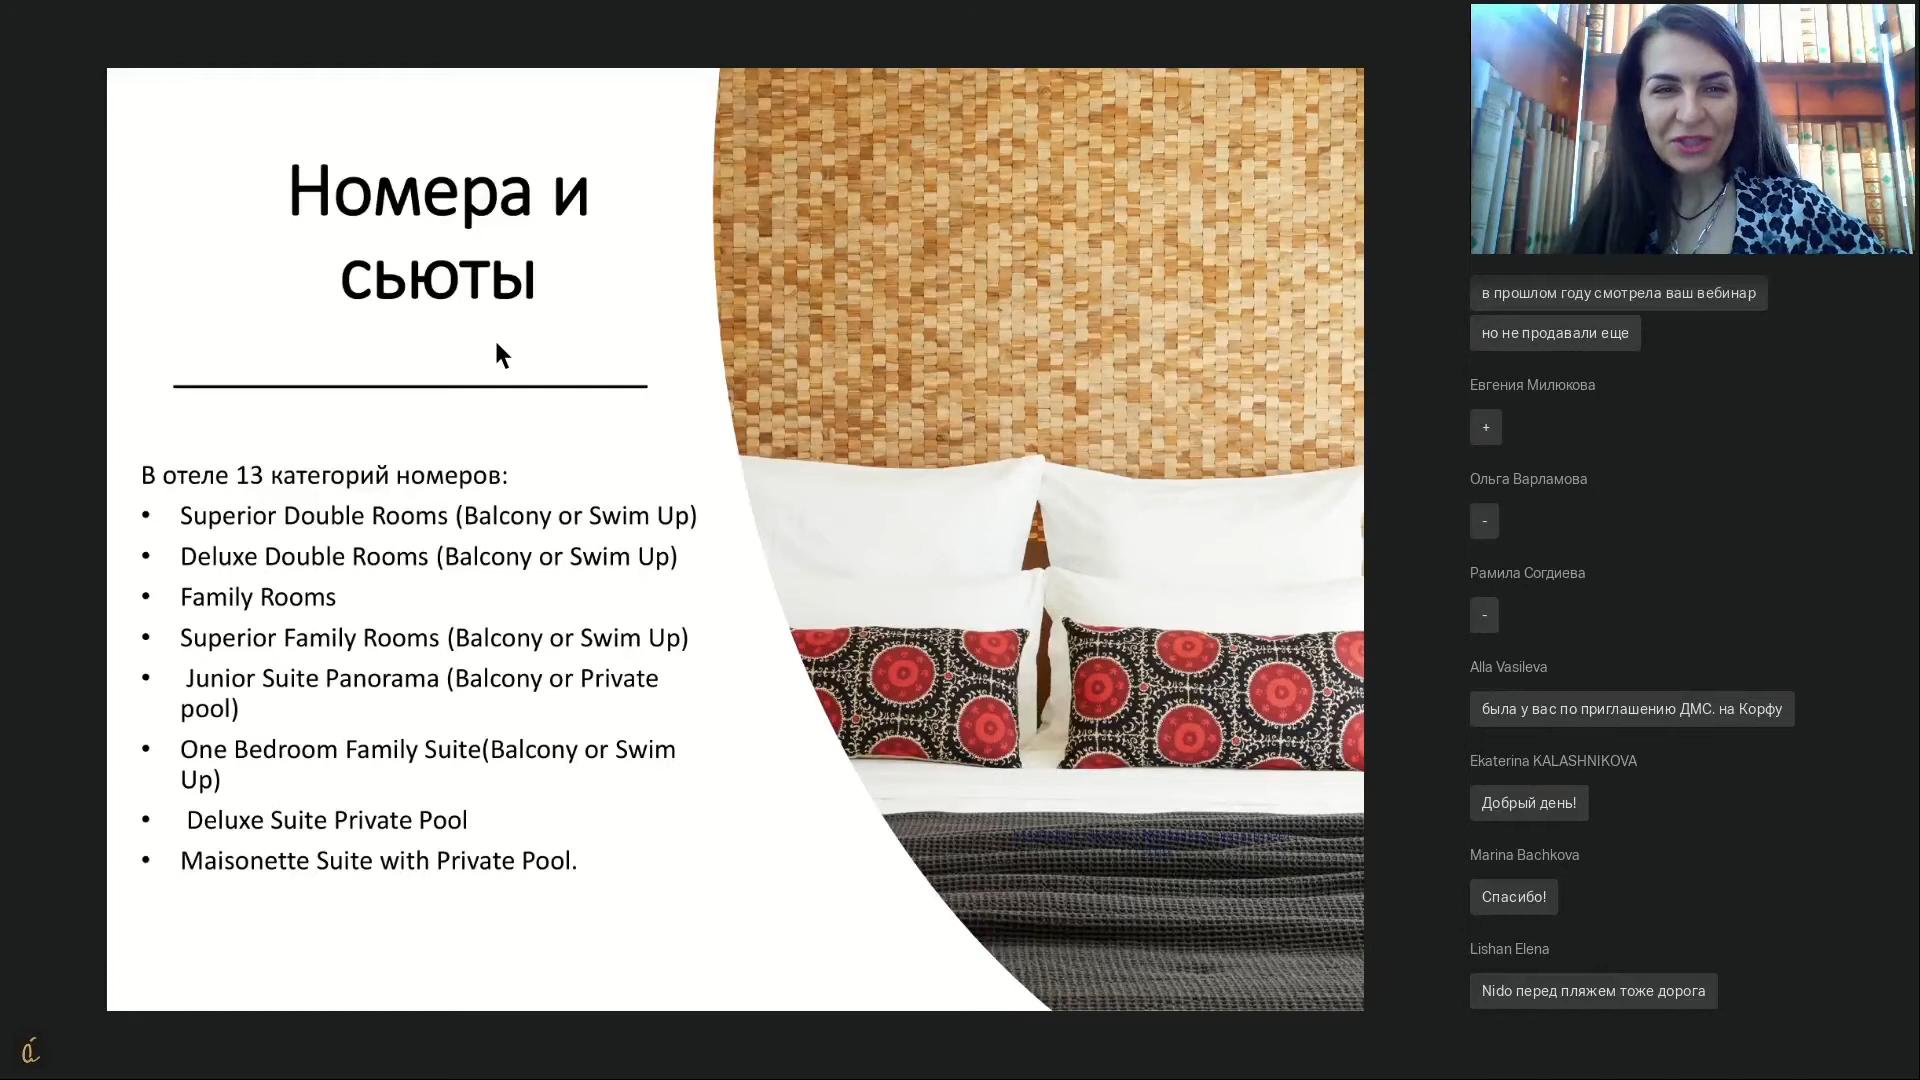 Номера и
сьюты
В отеле 13 категорий номеров:
• Superior Double Rooms (Balcony or Swim Up)
• Deluxe Double Rooms (Balcony or Swim Up)
• Family Rooms
• Superior Family Rooms (Balcony or Swim Up)
• Junior Suite Panorama (Balcony or Private
pool)
• One Bedroom Family Suite(Balcony or Swim
Up)
• Deluxe Suite Private Pool
• Maisonette Suite with Private Pool.
в прошлом году смотрела ваш вебинар
но не продавали еще
Евгения Милюкова
+
Ольга Варламова
-
Рамила Согдиева
-
Alla Vasileva
была у вас по приглашению ДМС. на Корфу
Ekaterina KALASHNIKOVA
Добрый день!
Marina Bachkova
Спасибо!
Lishan Elena
Nido перед пляжем тоже дорога